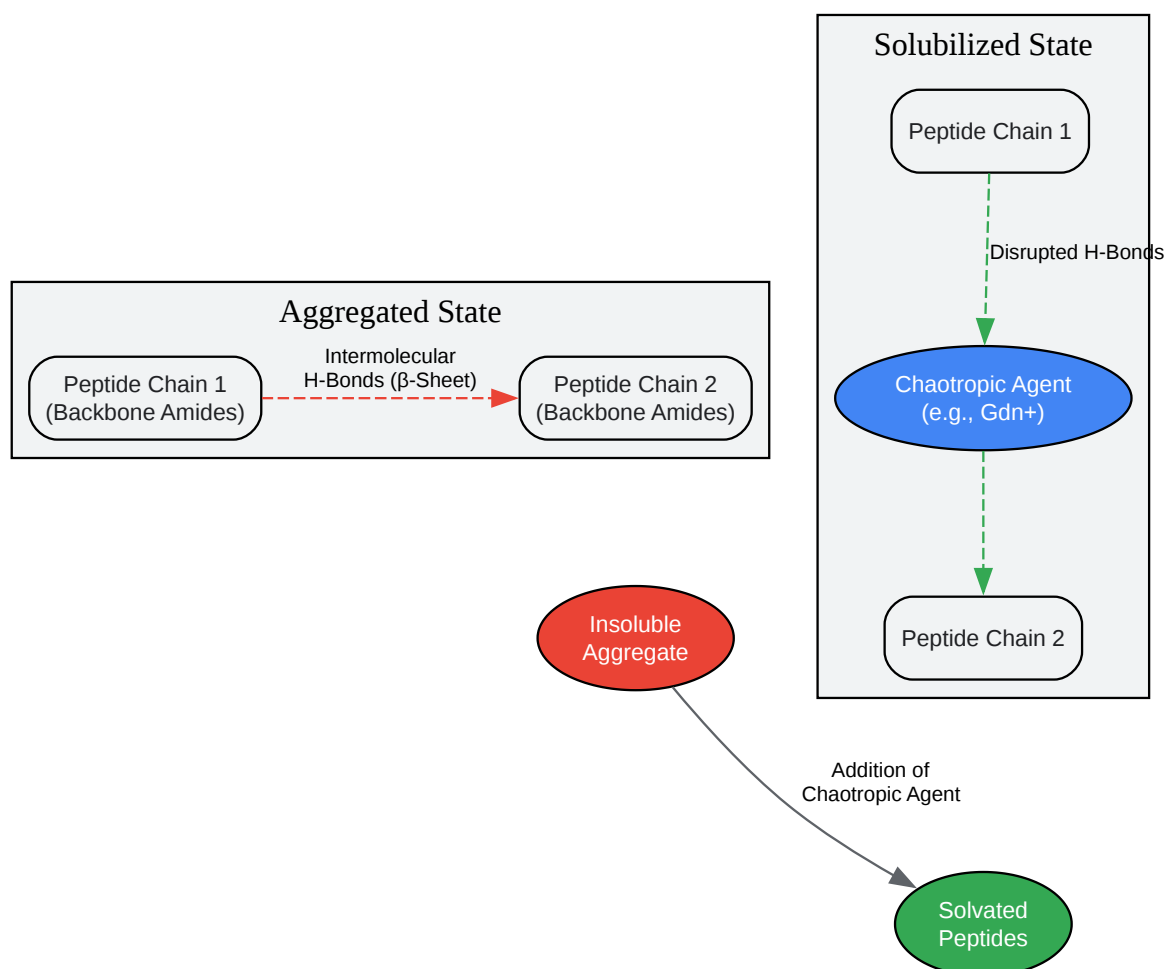 Solubilized State
Peptide Chain 1
Disrupted H-Bonds
Chaotropic Agent
(e.g., Gdn+)
Peptide Chain 2
Aggregated State
Peptide Chain 1
(Backbone Amides)
Intermolecular
H-Bonds (β-Sheet)
Peptide Chain 2
(Backbone Amides)
Insoluble
Aggregate
Addition of
Chaotropic Agent
Solvated
Peptides